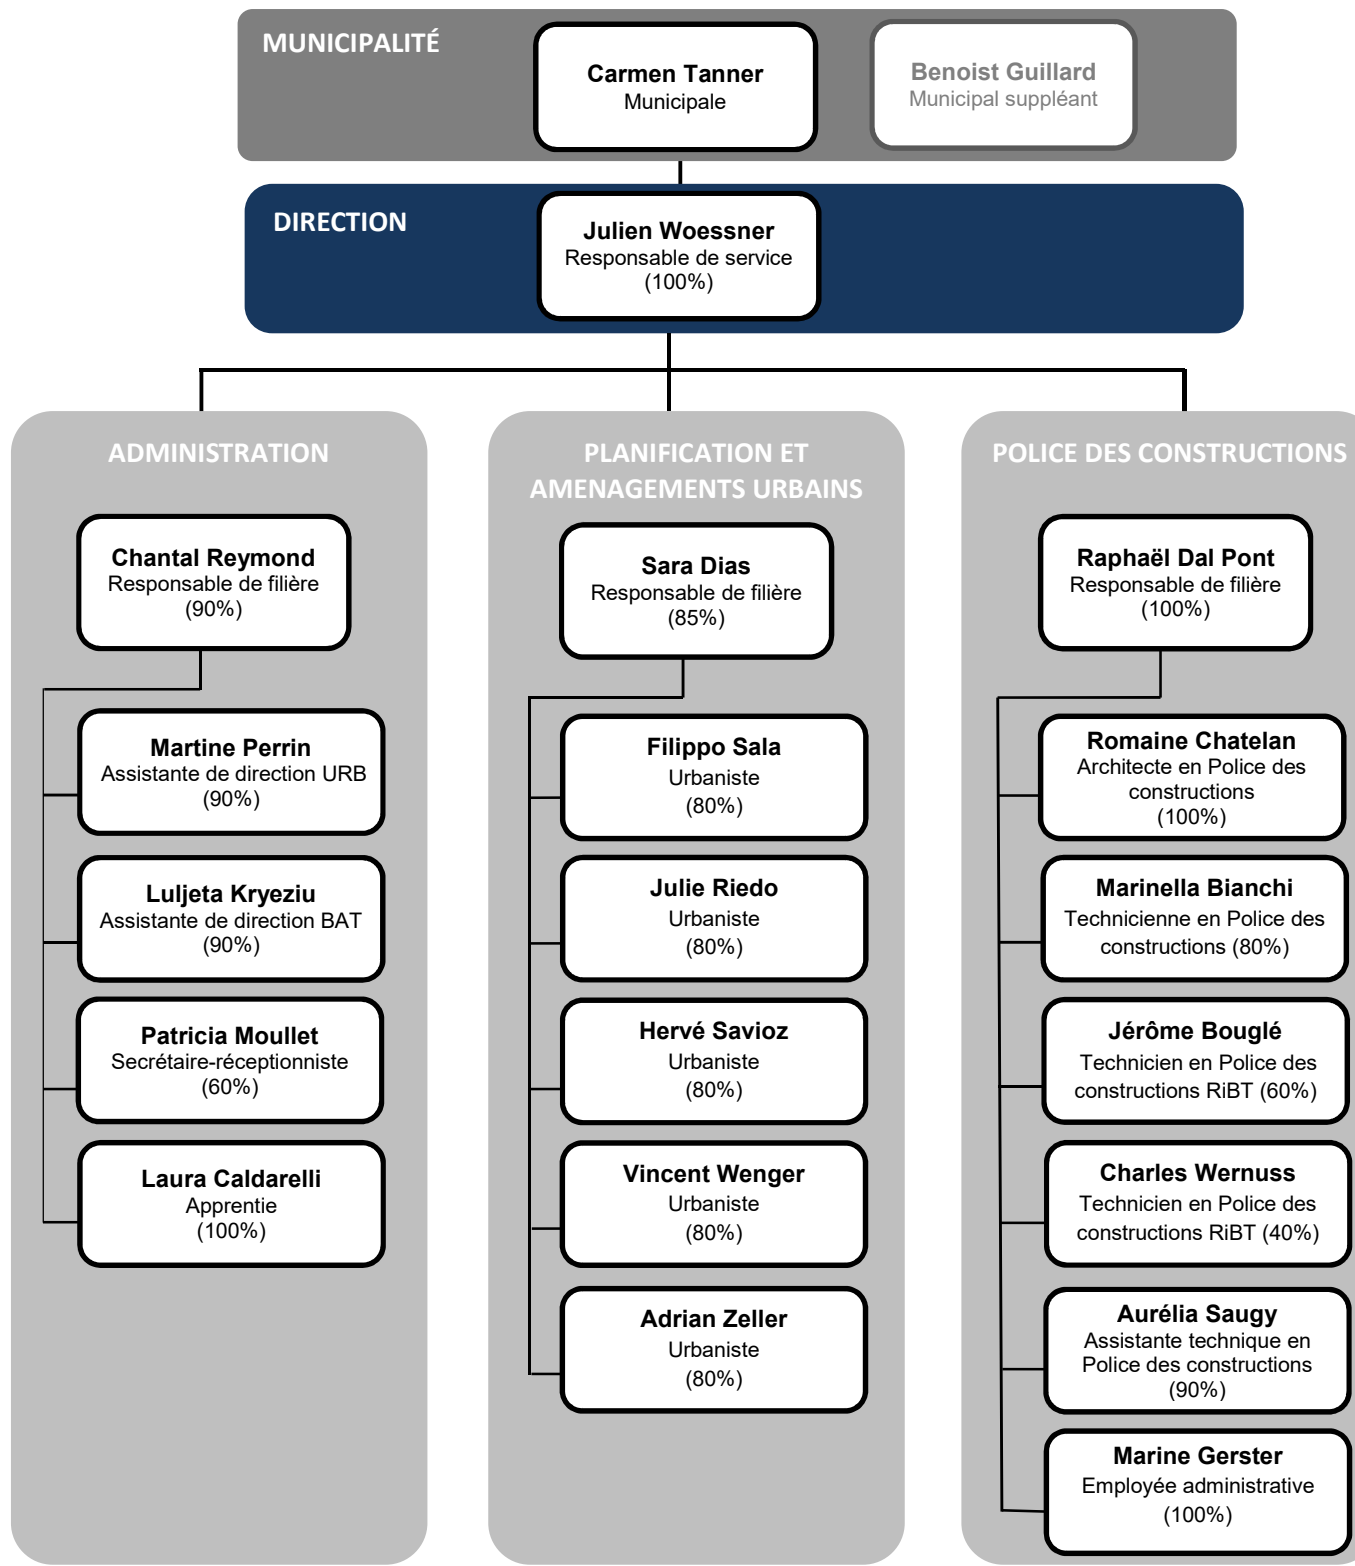 MUNICIPALITÉ
Carmen Tanner
Municipale
Benoist Guillard
Municipal suppléant
DIRECTION
Julien Woessner
Responsable de service
(100%)
ADMINISTRATION
Chantal Reymond
Responsable de filière
(90%)
Martine Perrin
Assistante de direction URB
(90%)
Luljeta Kryeziu
Assistante de direction BAT
(90%)
Patricia Moullet
Secrétaire-réceptionniste
(60%)
Laura Caldarelli
Apprentie
(100%)
PLANIFICATION ET
AMENAGEMENTS URBAINS
Sara Dias
Responsable de filière
(85%)
Filippo Sala
Urbaniste
(80%)
Julie Riedo
Urbaniste
(80%)
Hervé Savioz
Urbaniste
(80%)
Vincent Wenger
Urbaniste
(80%)
Adrian Zeller
Urbaniste
(80%)
POLICE DES CONSTRUCTIONS
Raphaël Dal Pont
Responsable de filière
(100%)
Romaine Chatelan
Architecte en Police des
constructions
(100%)
Marinella Bianchi
Technicienne en Police des
constructions (80%)
Jérôme Bouglé
Technicien en Police des
constructions RiBT (60%)
Charles Wernuss
Technicien en Police des
constructions RiBT (40%)
Aurélia Saugy
Assistante technique en
Police des constructions
(90%)
Marine Gerster
Employée administrative
(100%)